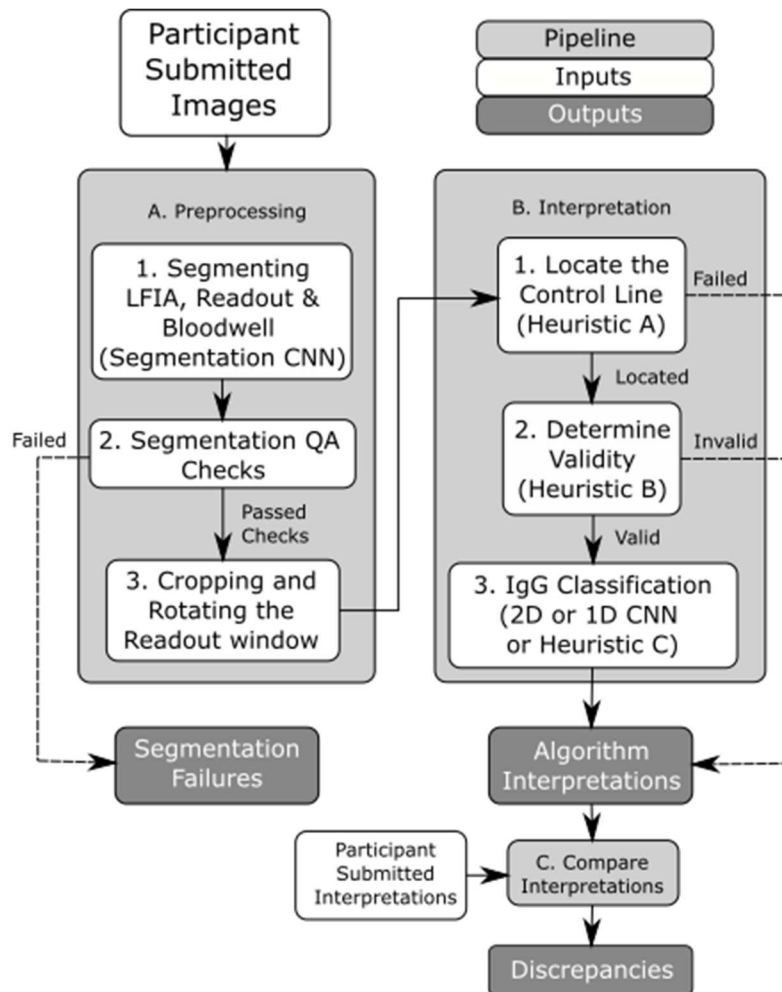 Participant
Submitted
Images
Pipeline
Inputs
Outputs
A. Preprocessing
1. Segmenting
LFIA, Readout &
Bloodwell
(Segmentation CNN)
Failed
2. Segmentation QA
Checks
Passed
Checks
3. Cropping and
Rotating the
Readout window
Segmentation
Failures
B. Interpretation
1. Locate the
Control Line
(Heuristic A)
Failed
Located
2. Determine
Validity
(Heuristic B)
Invalid
Valid
3. IgG Classification
(2D or 1D CNN
or Heuristic C)
Algorithm
Interpretations
Participant
Submitted
Interpretations
C. Compare
Interpretations
Discrepancies